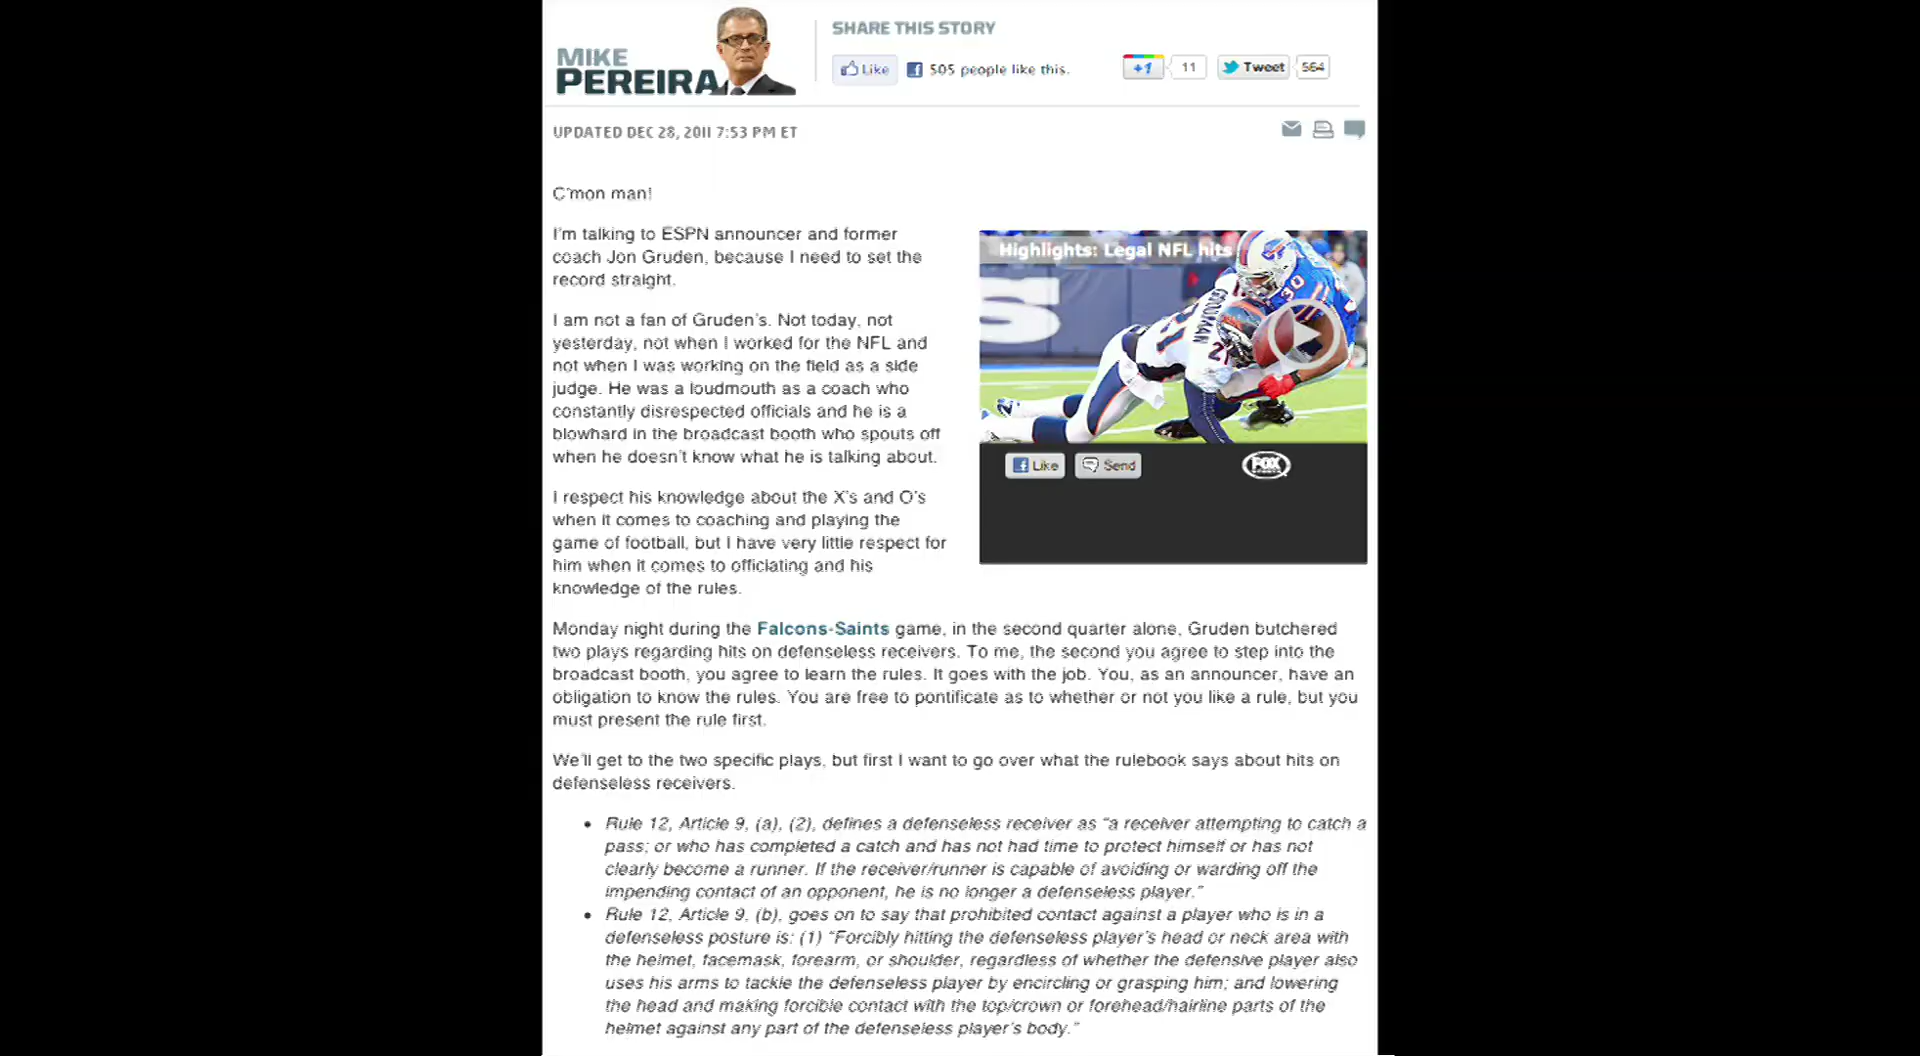 MIKE
PEREIRA
SHARE THIS STORY
Like
505 people like this.
+1
11
Tweet
564
UPDATED DEC 28, 2011 7:53 PM ET
C'mon man!
I'm talking to ESPN announcer and former
coach Jon Gruden, because I need to set the
record straight.
I am not a fan of Gruden's. Not today, not
yesterday, not when I worked for the NFL and
not when I was working on the field as a side
judge. He was a loudmouth as a coach who
constantly disrespected officials and he is a
blowhard in the broadcast booth who spouts off
when he doesn't know what he is talking about.
I respect his knowledge about the X's and O's
when it comes to coaching and playing the
game of football, but I have very little respect for
him when it comes to officiating and his
knowledge of the rules.
Highlights: Legal NFL hits
GOODMAN
21
30
S
Like
Send
FOX
SPORTS
Monday night during the Falcons-Saints game, in the second quarter alone, Gruden butchered
two plays regarding hits on defenseless receivers. To me, the second you agree to step into the
broadcast booth, you agree to learn the rules. It goes with the job. You, as an announcer, have an
obligation to know the rules. You are free to pontificate as to whether or not you like a rule, but you
must present the rule first.
We'll get to the two specific plays, but first I want to go over what the rulebook says about hits on
defenseless receivers.
• Rule 12, Article 9, (a), (2), defines a defenseless receiver as "a receiver attempting to catch a
pass; or who has completed a catch and has not had time to protect himself or has not
clearly become a runner. If the receiver/runner is capable of avoiding or warding off the
impending contact of an opponent, he is no longer a defenseless player."
• Rule 12, Article 9, (b), goes on to say that prohibited contact against a player who is in a
defenseless posture is: (1) "Forcibly hitting the defenseless player's head or neck area with
the helmet, facemask, forearm, or shoulder, regardless of whether the defensive player also
uses his arms to tackle the defenseless player by encircling or grasping him; and lowering
the head and making forcible contact with the top/crown or forehead/hairline parts of the
helmet against any part of the defenseless player's body."